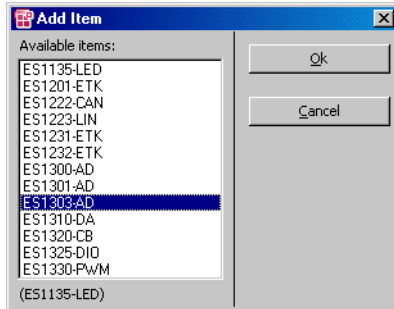 Add Item
Available items:
ES1135-LED
ES1201-ETK
ES1222-CAN
ES1223-LIN
ES1231-ETK
ES1232-ETK
ES1300-AD
ES1301-AD
ES1303-AD
ES1310-DA
ES1320-CB
ES1325-DIO
ES1330-PWM
(ES1135-LED)
Ok
Cancel